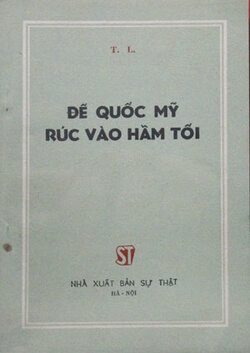 T. L.
ĐẾ QUỐC MỸ
RÚC VÀO HẦM TỐI
ST
NHÀ XUẤT BẢN SỰ THẬT
HÀ - NỘI